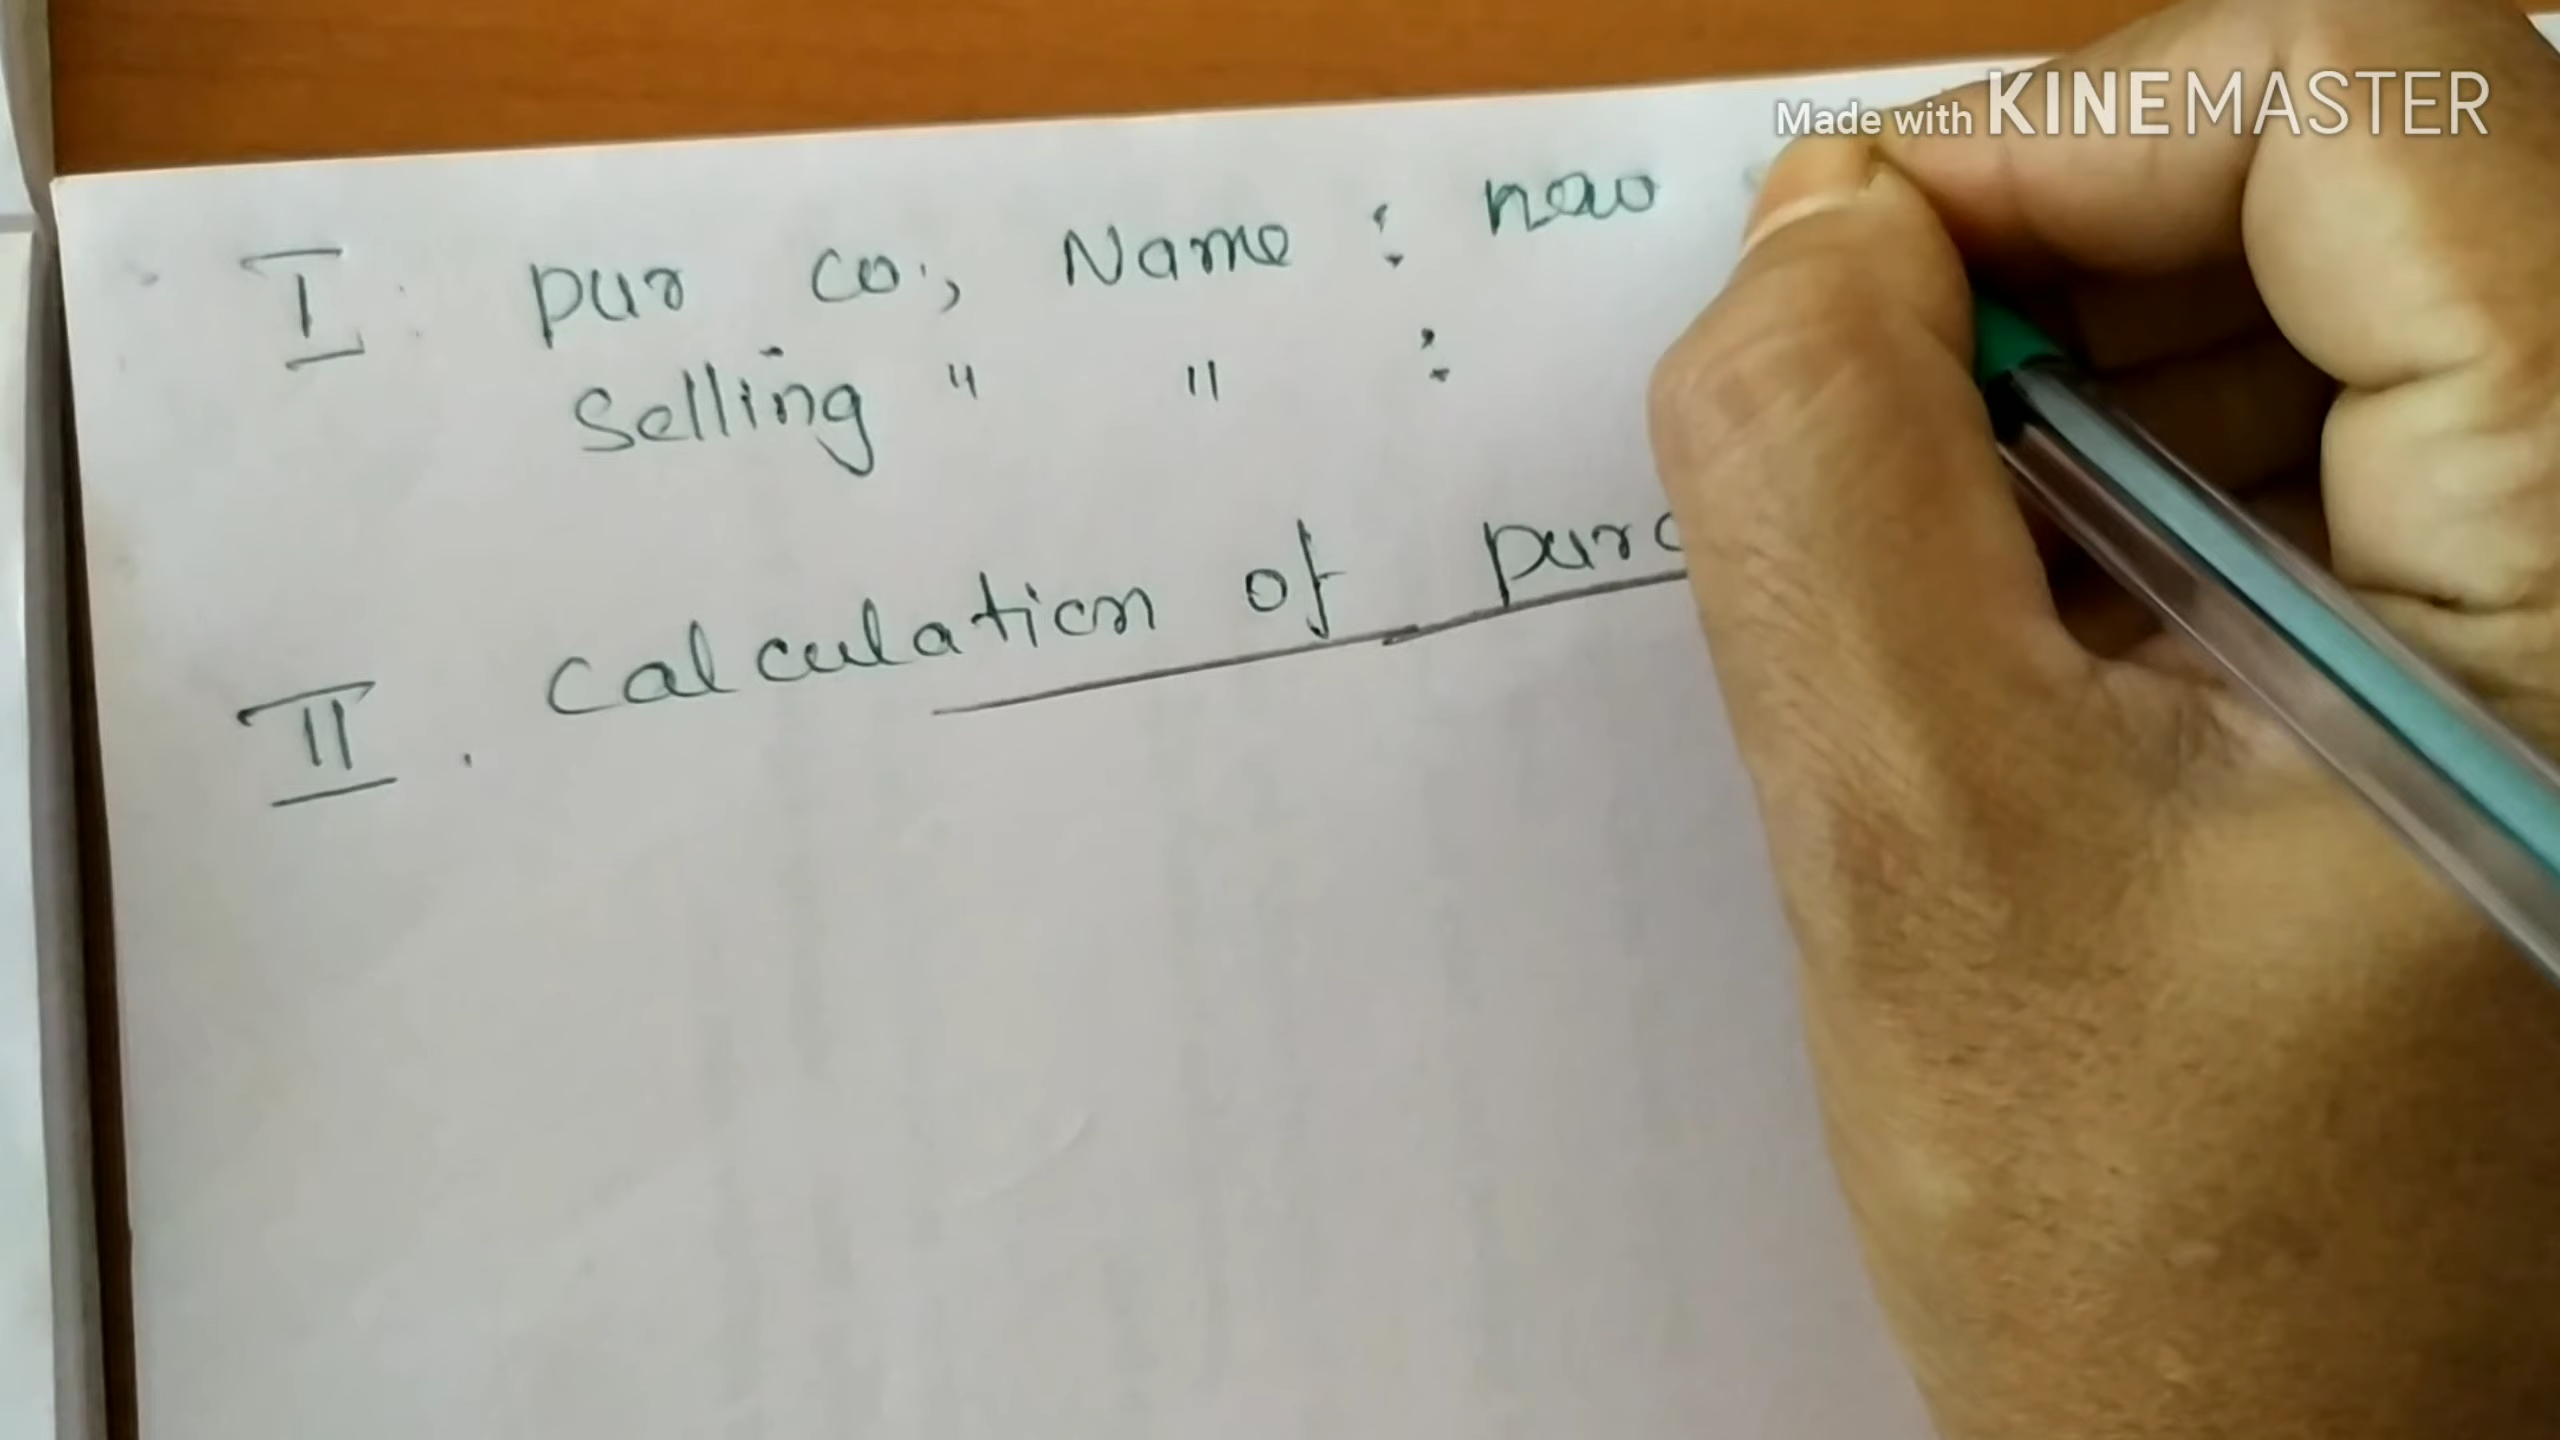 Made with KINEMASTER
I. pur co., Name : new
Selling " " :
II. Calculation of purc